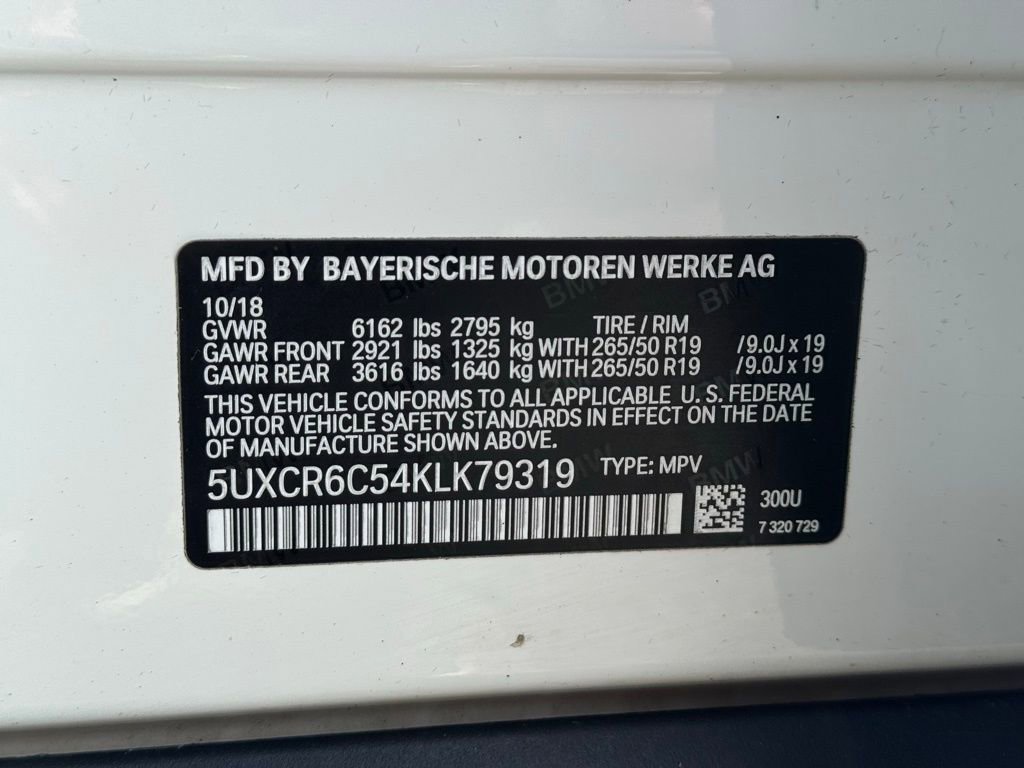 MFD BY BAYERISCHE MOTOREN WERKE AG
10/18
GVWR 6162 lbs 2795 kg TIRE / RIM
GAWR FRONT 2921 lbs 1325 kg WITH 265/50 R19 /9.0J x 19
GAWR REAR 3616 lbs 1640 kg WITH 265/50 R19 /9.0J x 19
THIS VEHICLE CONFORMS TO ALL APPLICABLE U. S. FEDERAL
MOTOR VEHICLE SAFETY STANDARDS IN EFFECT ON THE DATE
OF MANUFACTURE SHOWN ABOVE.
5UXCR6C54KLK79319 TYPE: MPV
300U
7 320 729